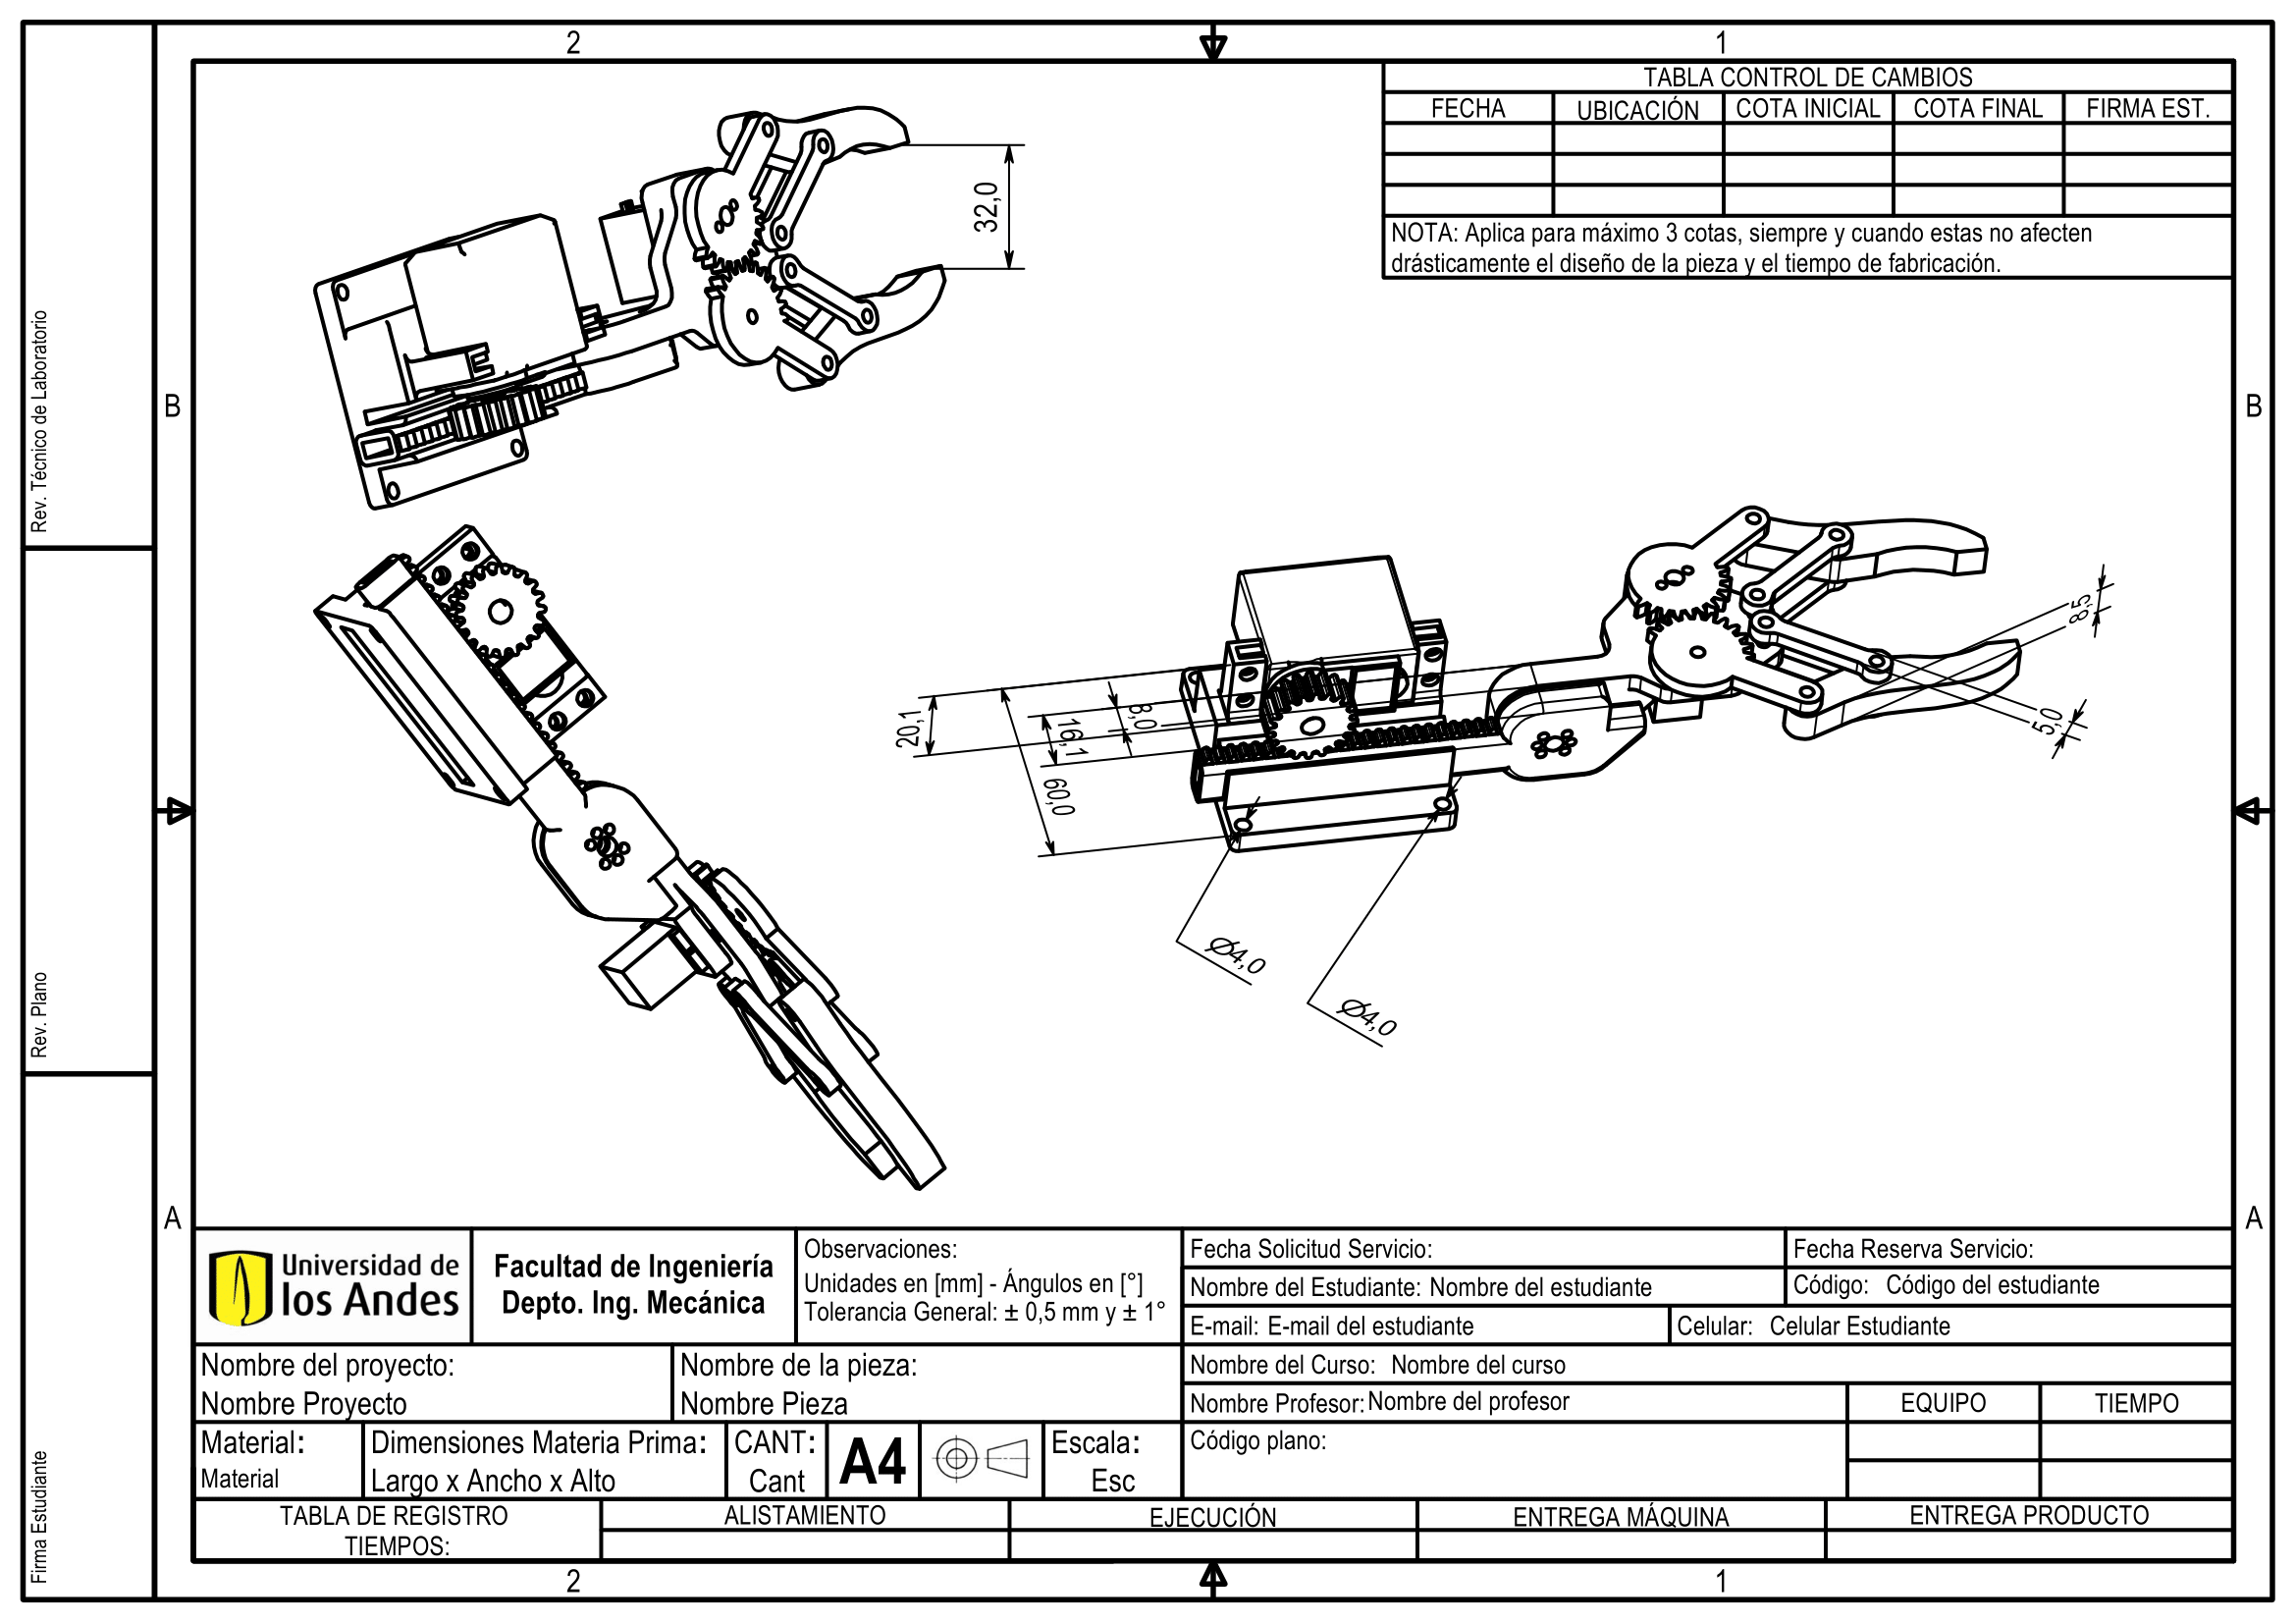 2
1
TABLA CONTROL DE CAMBIOS
FECHA UBICACIÓN COTA INICIAL COTA FINAL FIRMA EST.
NOTA: Aplica para máximo 3 cotas, siempre y cuando estas no afecten
drásticamente el diseño de la pieza y el tiempo de fabricación.
32,0
Rev. Técnico de Laboratorio
B
B
8,5
20,1
8,0
16,1
60,0
5,0
Ø4,0
Ø4,0
Rev. Plano
A
A
Universidad de
los Andes
Facultad de Ingeniería
Depto. Ing. Mecánica
Observaciones:
Unidades en [mm] - Ángulos en [°]
Tolerancia General: ± 0,5 mm y ± 1°
Fecha Solicitud Servicio:
Fecha Reserva Servicio:
Nombre del Estudiante: Nombre del estudiante
Código: Código del estudiante
E-mail: E-mail del estudiante
Celular: Celular Estudiante
Nombre del proyecto:
Nombre Proyecto
Nombre de la pieza:
Nombre Pieza
Nombre del Curso: Nombre del curso
Nombre Profesor: Nombre del profesor
EQUIPO
TIEMPO
Material:
Material
Dimensiones Materia Prima:
Largo x Ancho x Alto
CANT:
Cant
A4
Escala:
Esc
Código plano:
TABLA DE REGISTRO
TIEMPOS:
ALISTAMIENTO
EJECUCIÓN
ENTREGA MÁQUINA
ENTREGA PRODUCTO
Firma Estudiante
2
1